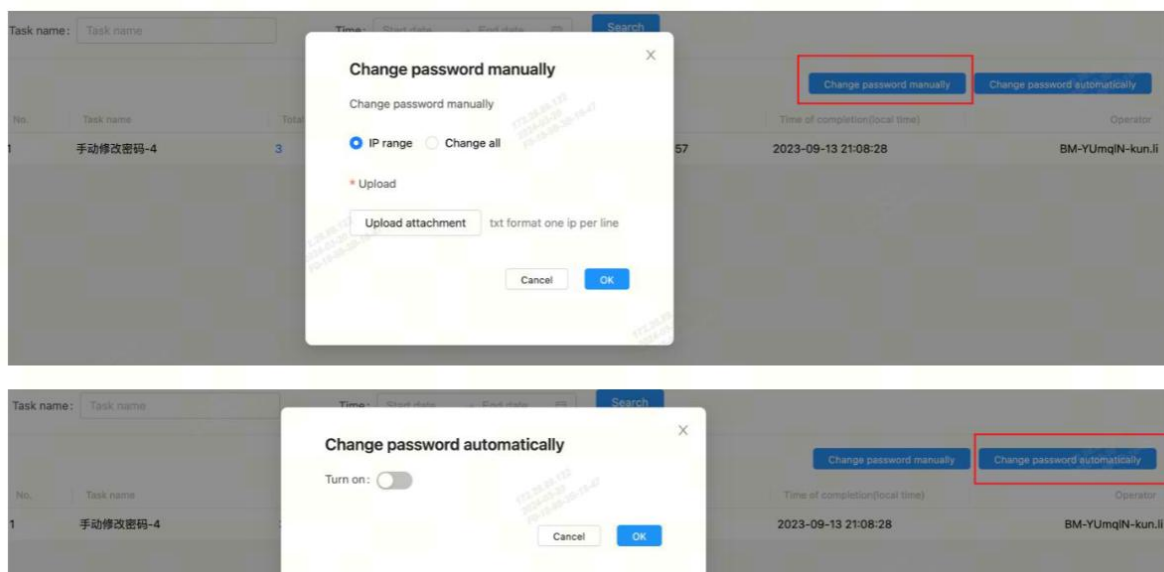 Task name: Task name Time: Start date → End date Search
Change password manually
Change password manually
IP range Change all
* Upload
Upload attachment txt format one ip per line
Cancel OK
Change password manually Change password automatically
No. Task name Total Time of completion(local time) Operator
1 手动修改密码-4 3 57 2023-09-13 21:08:28 BM-YUmqlN-kun.li
Task name: Task name Time: Start date → End date Search
Change password automatically
Turn on:
Cancel OK
Change password manually Change password automatically
No. Task name Time of completion(local time) Operator
1 手动修改密码-4 2023-09-13 21:08:28 BM-YUmqlN-kun.li